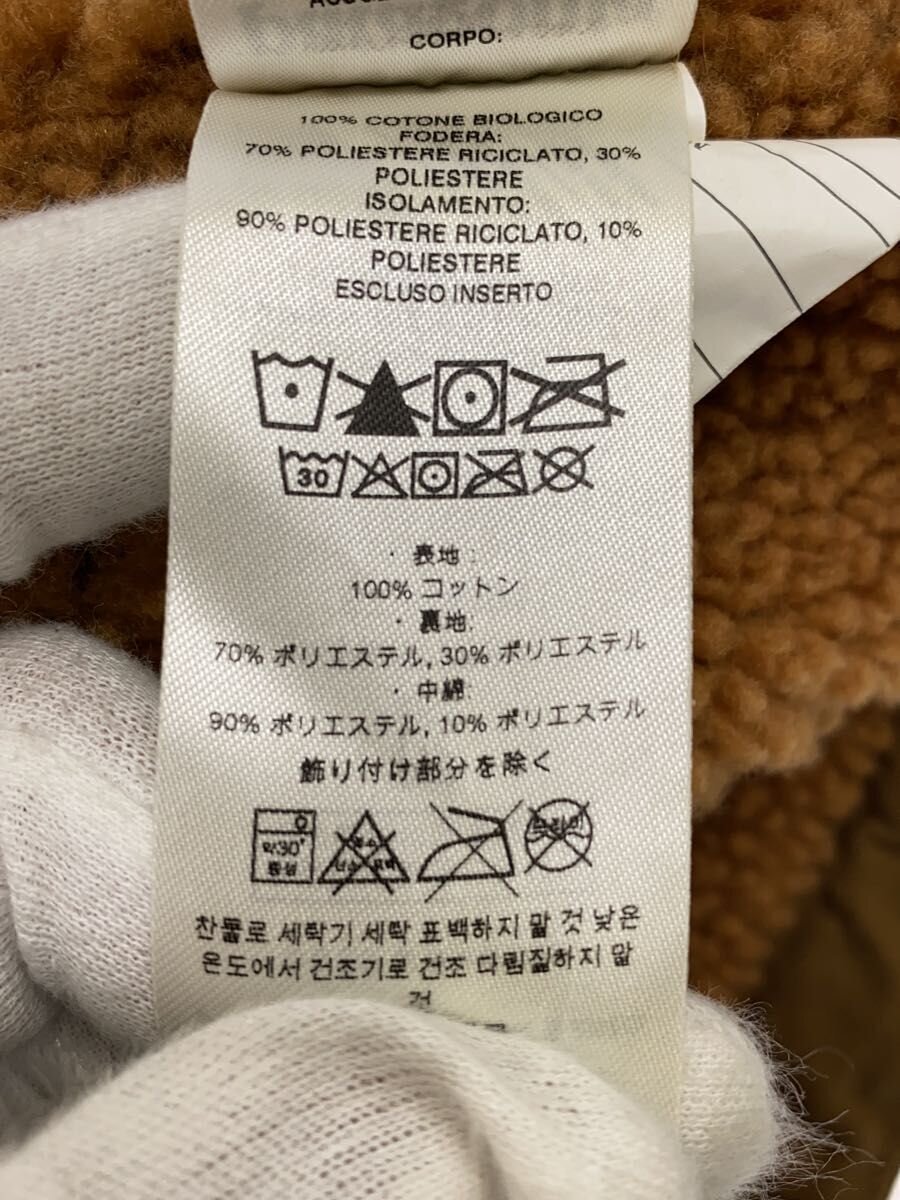 CORPO:
100% COTONE BIOLOGICO
FODERA:
70% POLIESTERE RICICLATO, 30%
POLIESTERE
ISOLAMENTO:
90% POLIESTERE RICICLATO, 10%
POLIESTERE
ESCLUSO INSERTO
30
・表地:
100% コットン
・裏地:
70% ポリエステル, 30% ポリエステル
・中綿:
90% ポリエステル, 10% ポリエステル
飾り付け部分を除く
약30°
중성
찬물로 세탁기 세탁 표백하지 말 것 낮은
온도에서 건조기로 건조 다림질하지 말
것